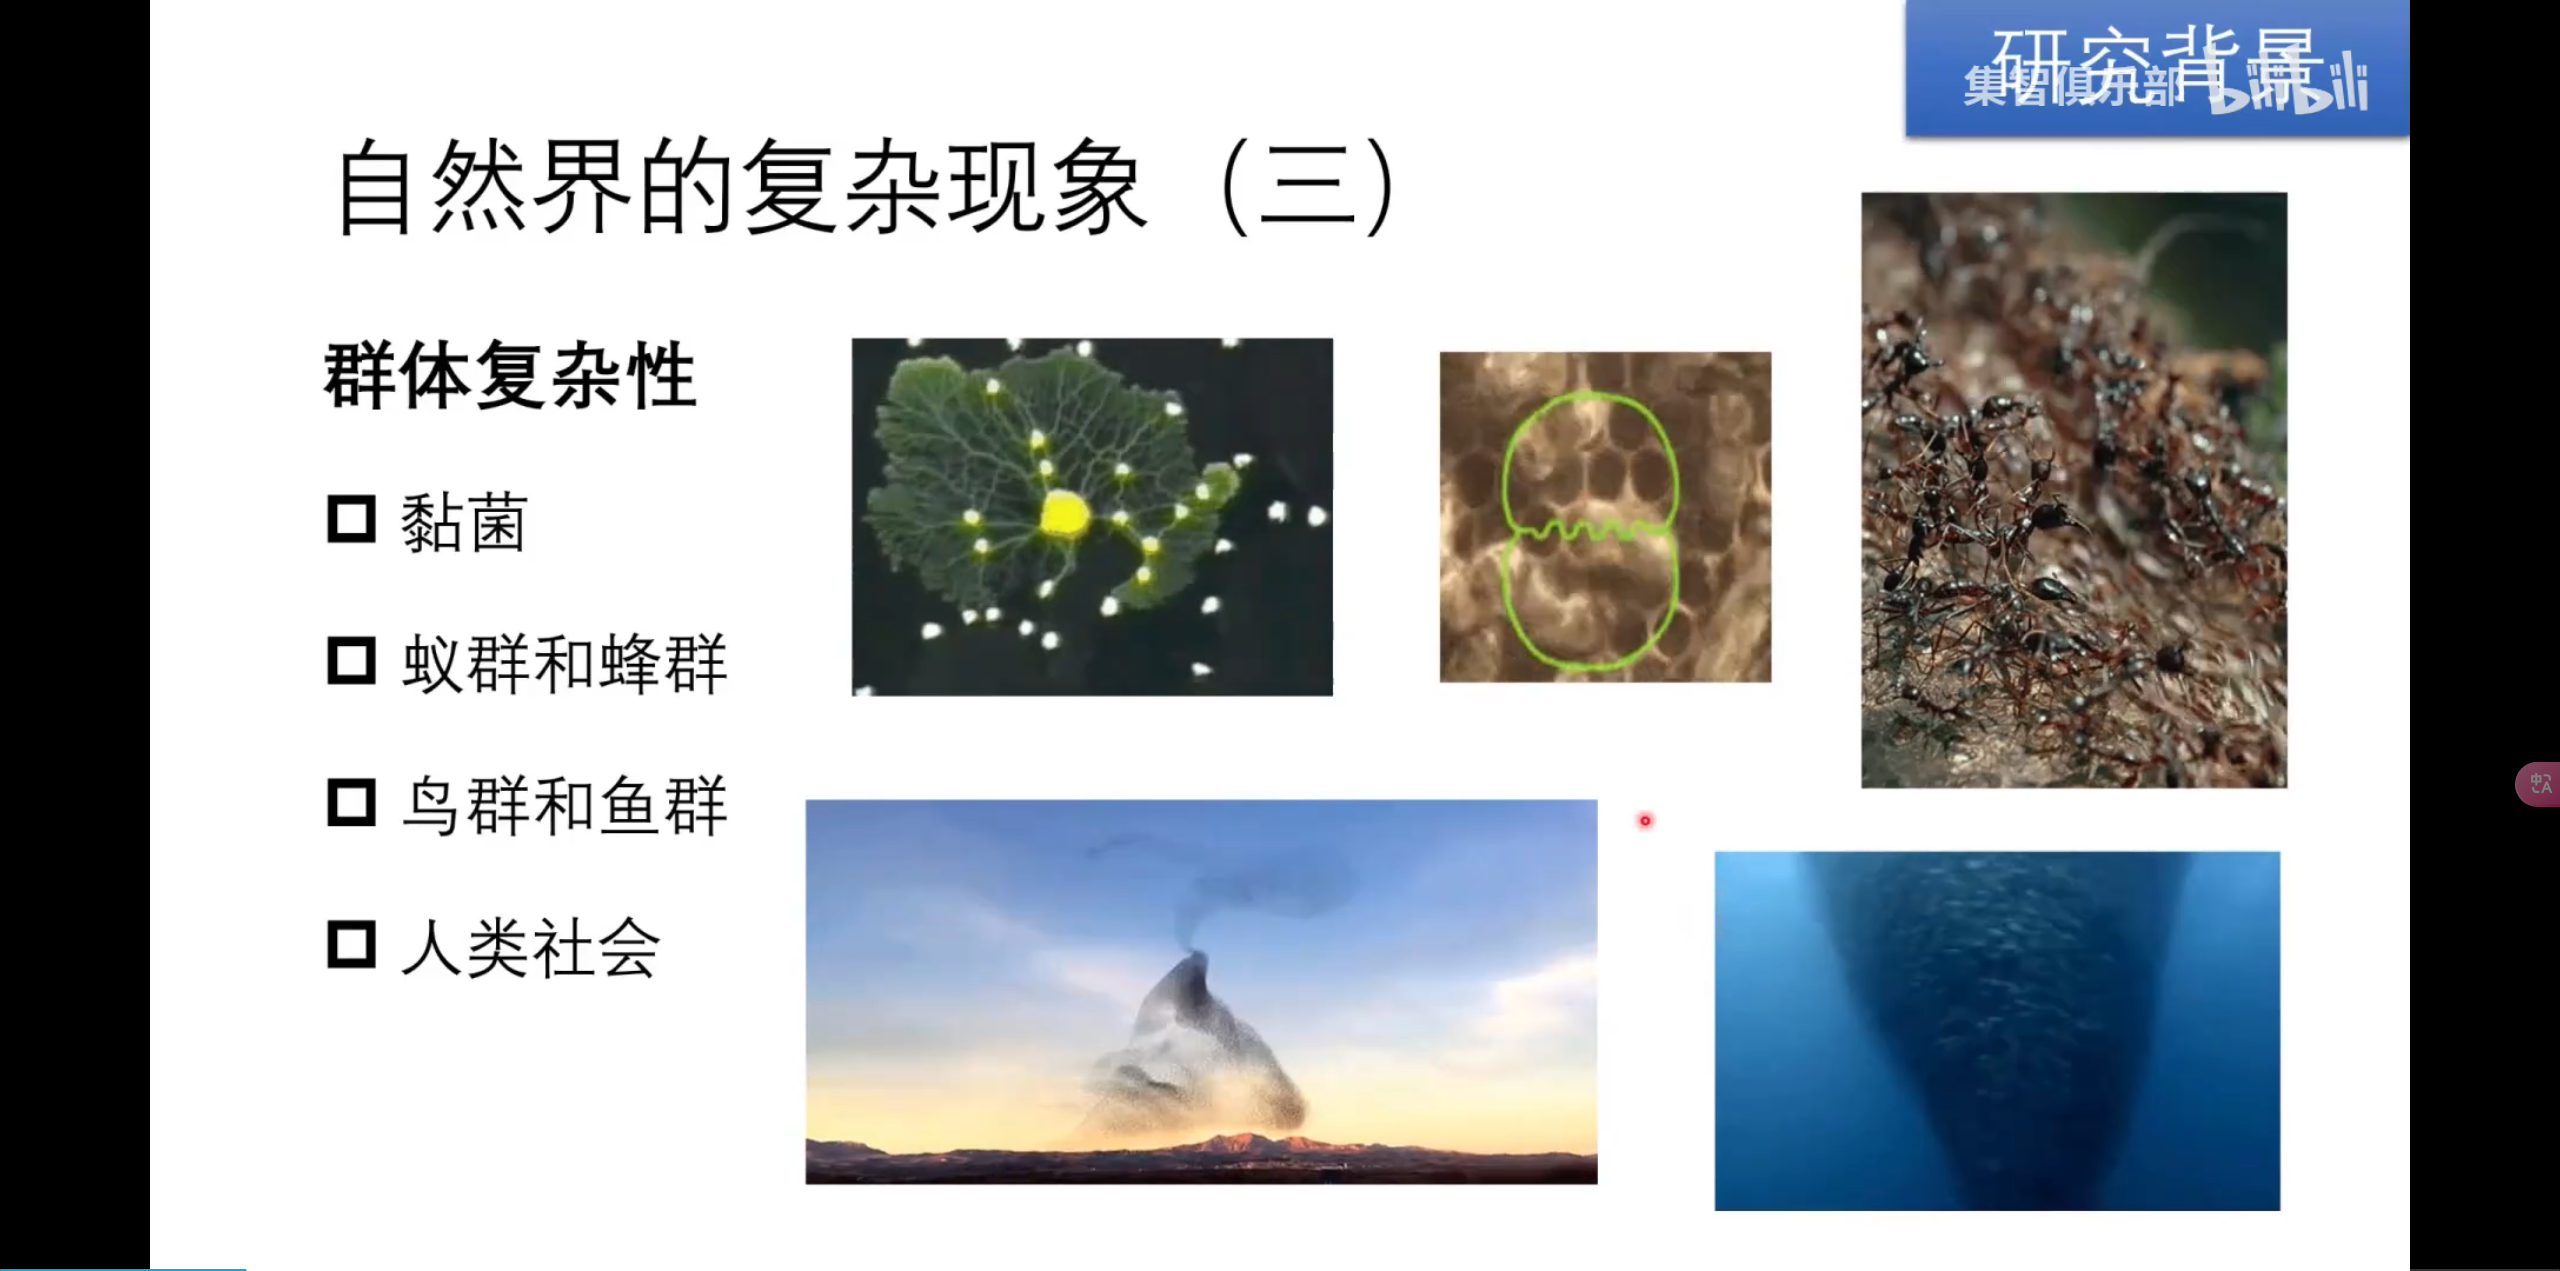 研究背景
集智俱乐部 bilibili
自然界的复杂现象（三）
群体复杂性
黏菌
蚁群和蜂群
鸟群和鱼群
人类社会
中
A